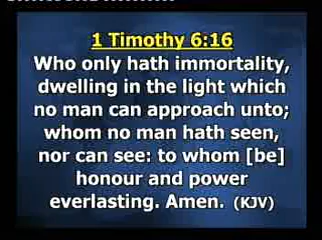 1 Timothy 6:16
Who only hath immortality,
dwelling in the light which
no man can approach unto;
whom no man hath seen,
nor can see: to whom [be]
honour and power
everlasting. Amen. (KJV)